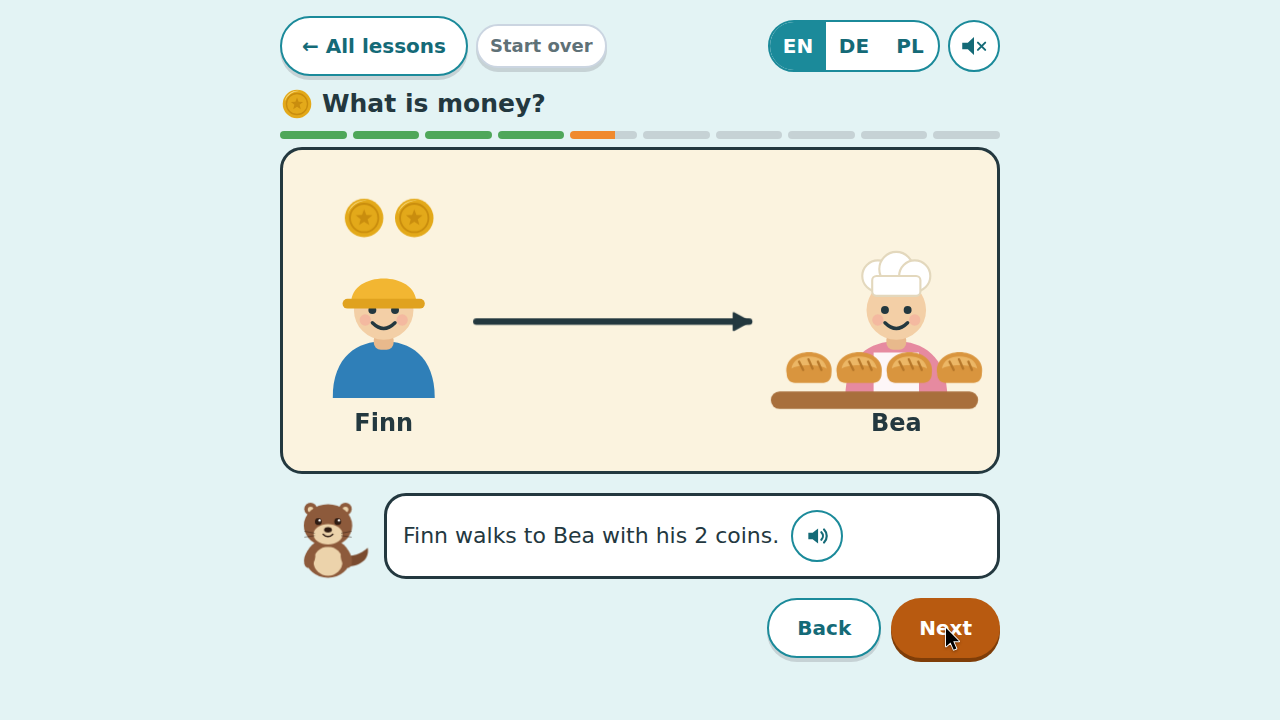 ← All lessons
Start over
EN DE PL
What is money?
Finn
Bea
Finn walks to Bea with his 2 coins.
Back
Next